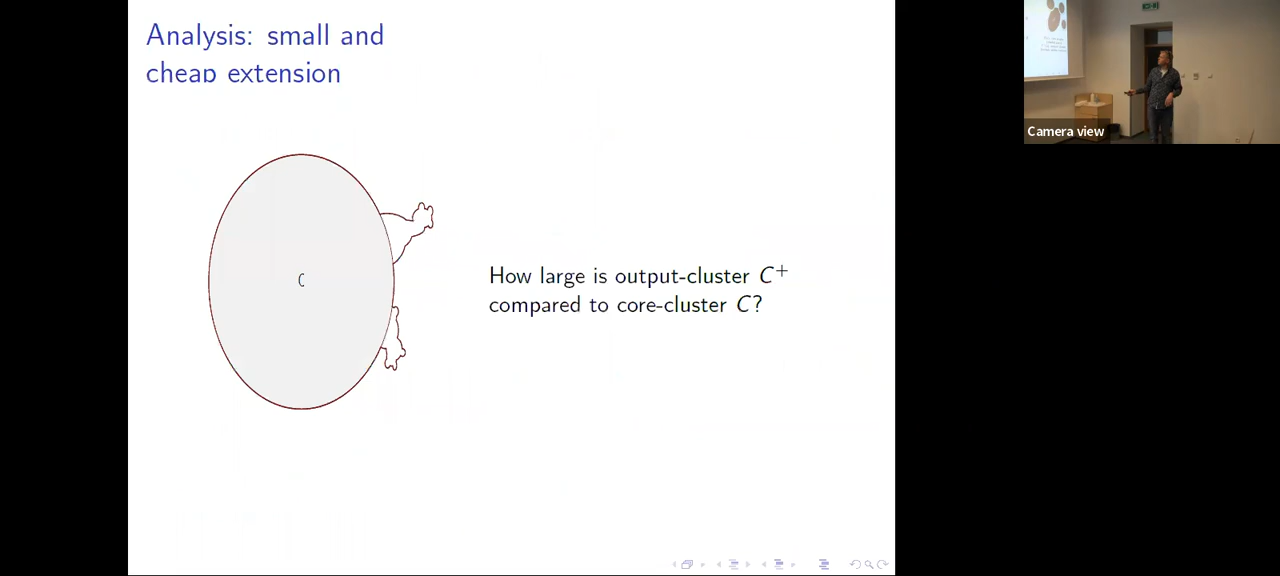 Analysis: small and
cheap extension
C
How large is output-cluster C⁺
compared to core-cluster C?
Camera view